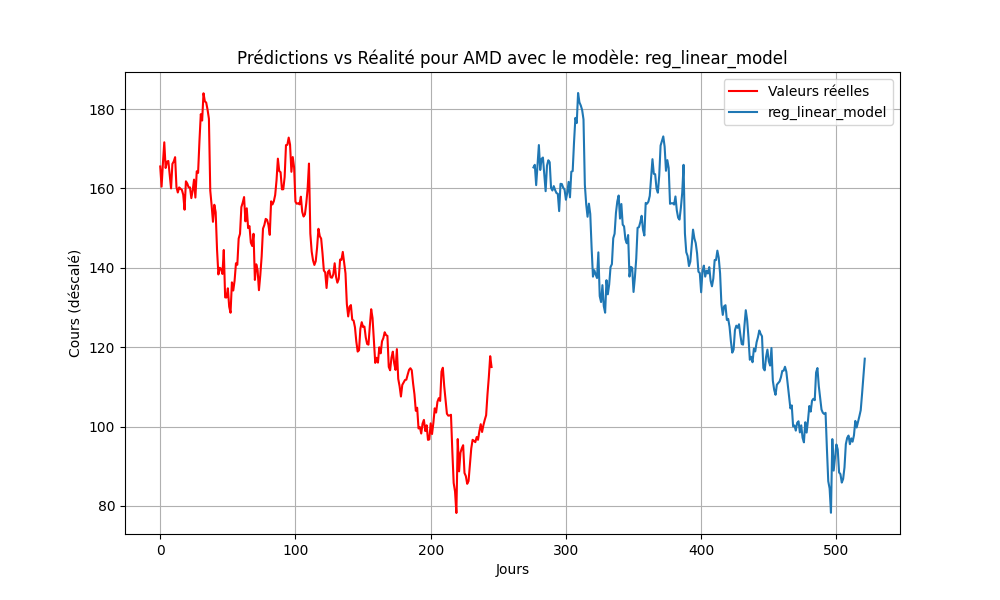 Prédictions vs Réalité pour AMD avec le modèle: reg_linear_model
Valeurs réelles
reg_linear_model
Cours (déscalé)
180
160
140
120
100
80
0 100 200 300 400 500
Jours